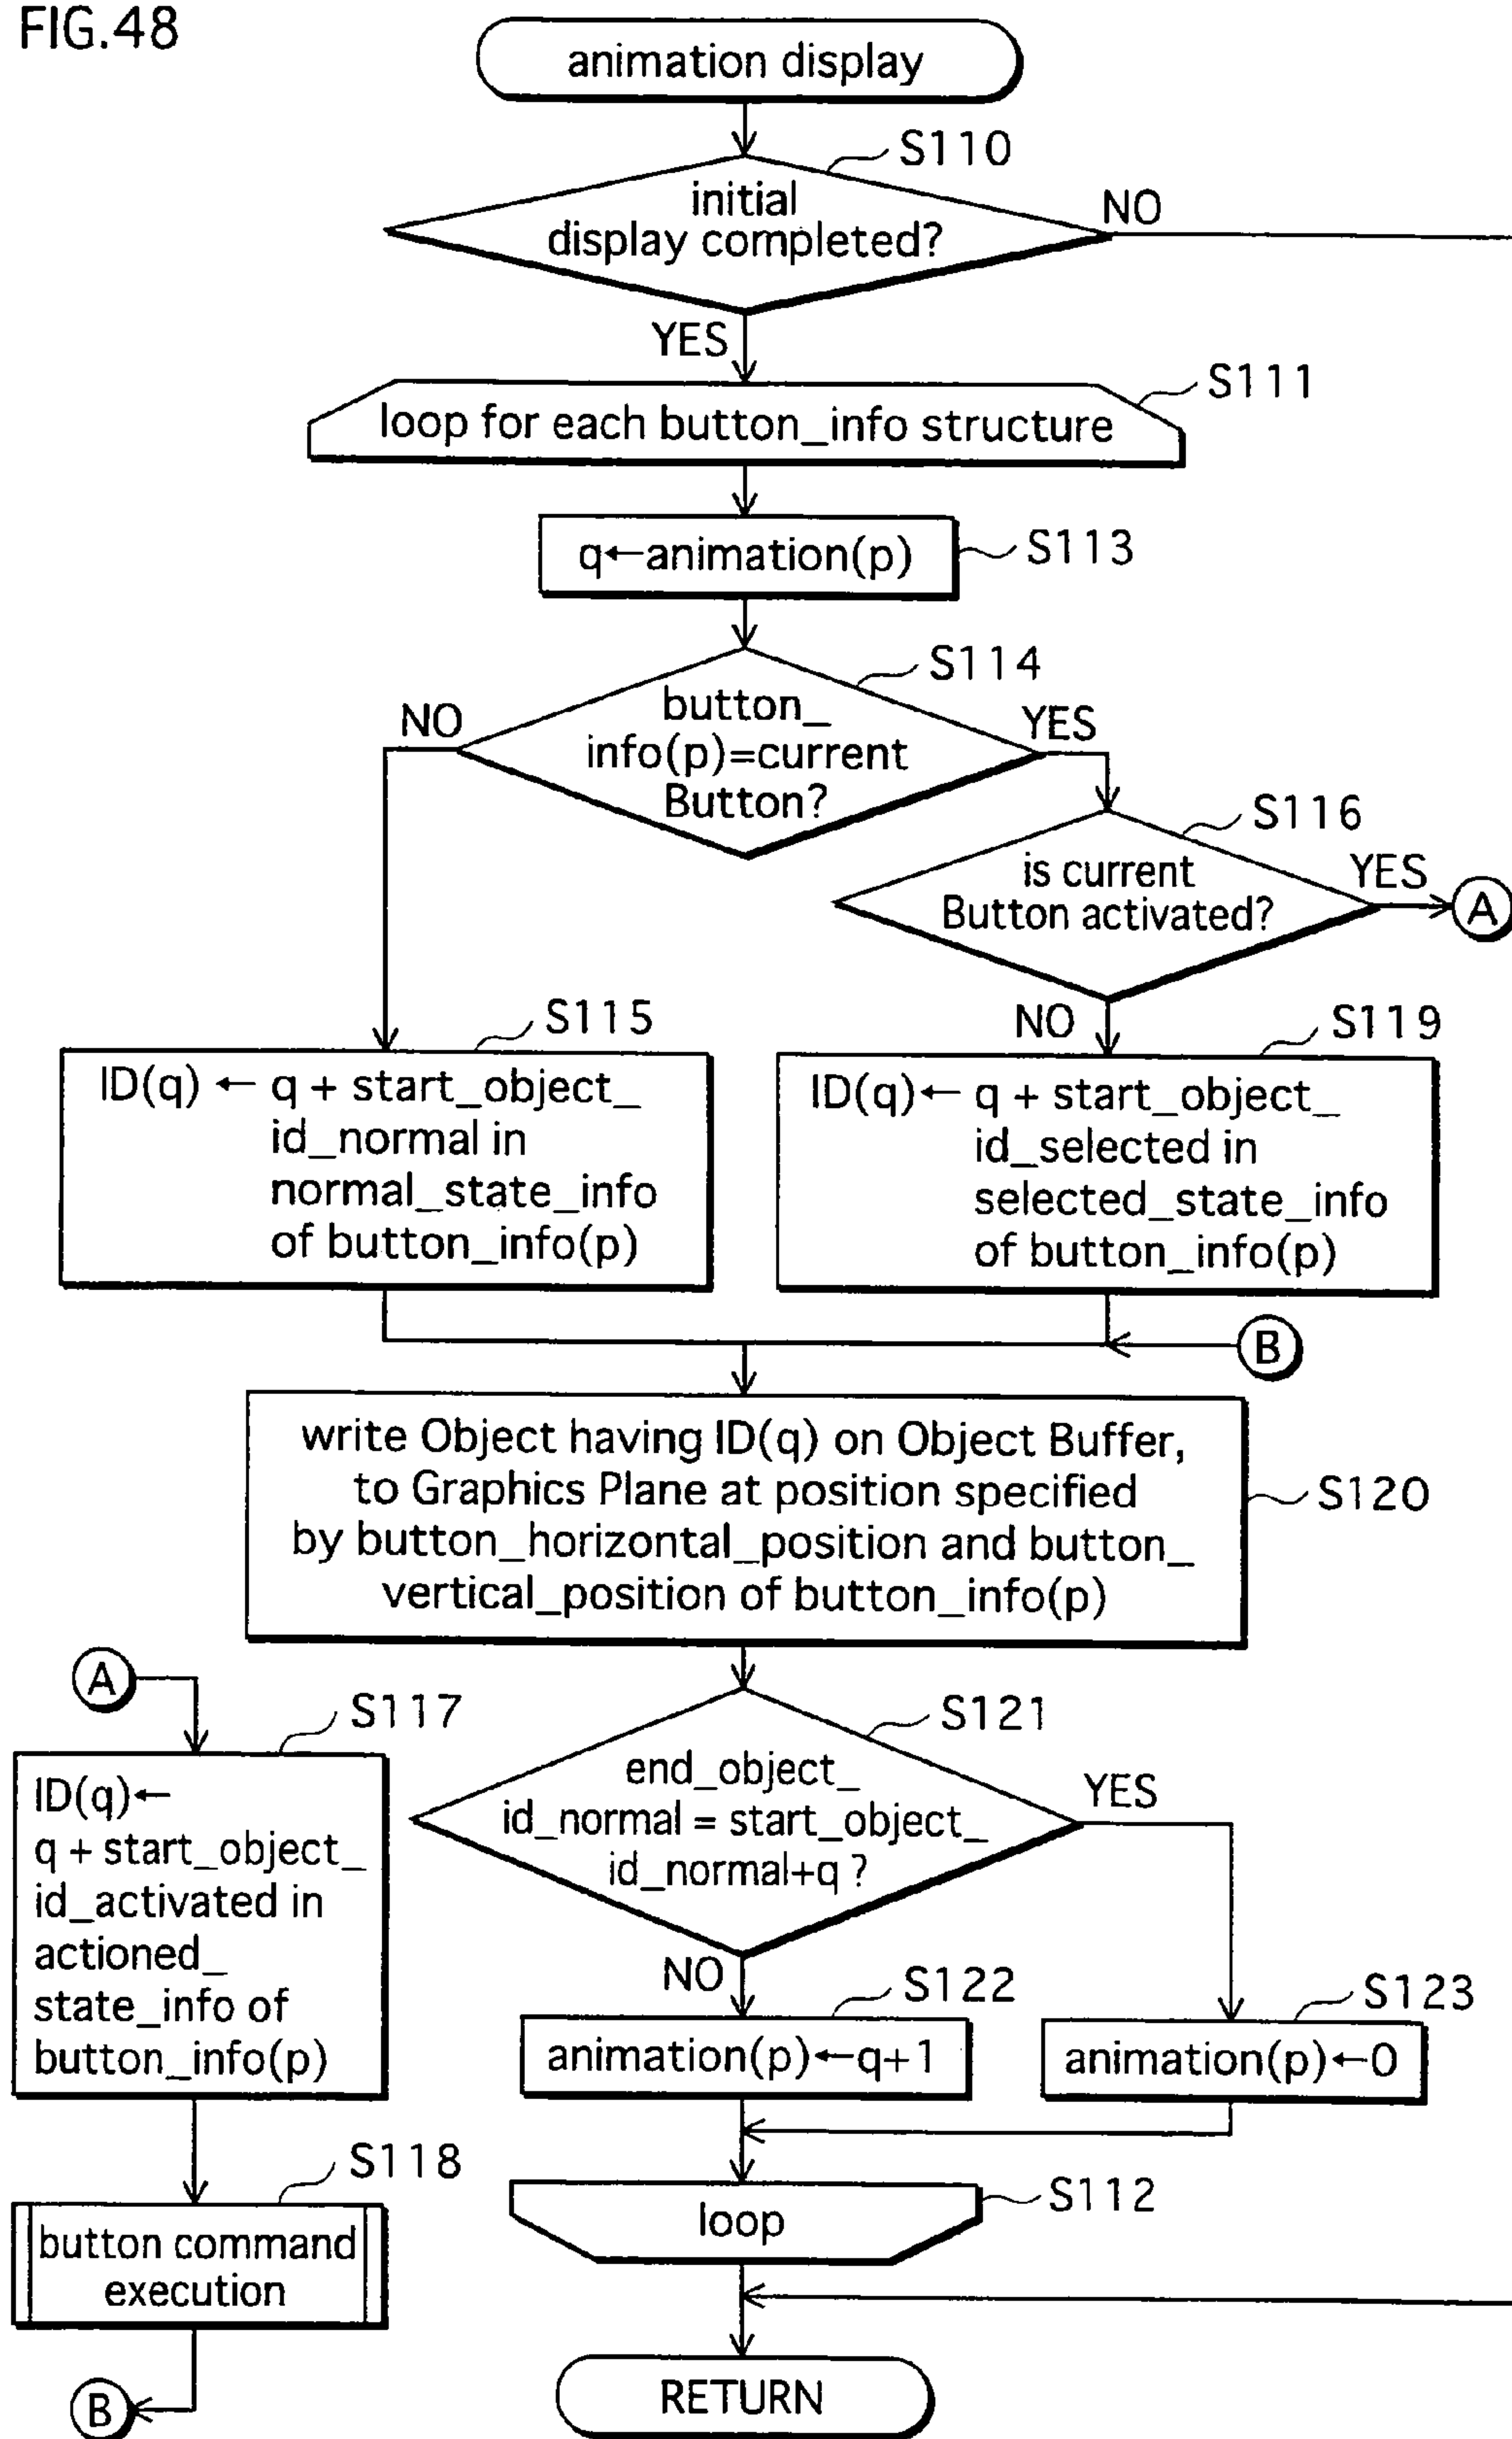 FIG.48
animation display
S110
initial
display completed?
NO
YES
S111
loop for each button_info structure
q←animation(p)
S113
S114
button_
info(p)=current
Button?
NO
YES
S116
is current
Button activated?
YES
A
NO
S115
ID(q) ← q + start_object_
id_normal in
normal_state_info
of button_info(p)
S119
ID(q)← q + start_object_
id_selected in
selected_state_info
of button_info(p)
B
write Object having ID(q) on Object Buffer,
to Graphics Plane at position specified
by button_horizontal_position and button_
vertical_position of button_info(p)
S120
A
S117
ID(q)←
q + start_object_
id_activated in
actioned_
state_info of
button_info(p)
S118
button command
execution
B
S121
end_object_
id_normal = start_object_
id_normal+q ?
YES
NO
S122
animation(p)←q+1
S123
animation(p)←0
S112
loop
RETURN